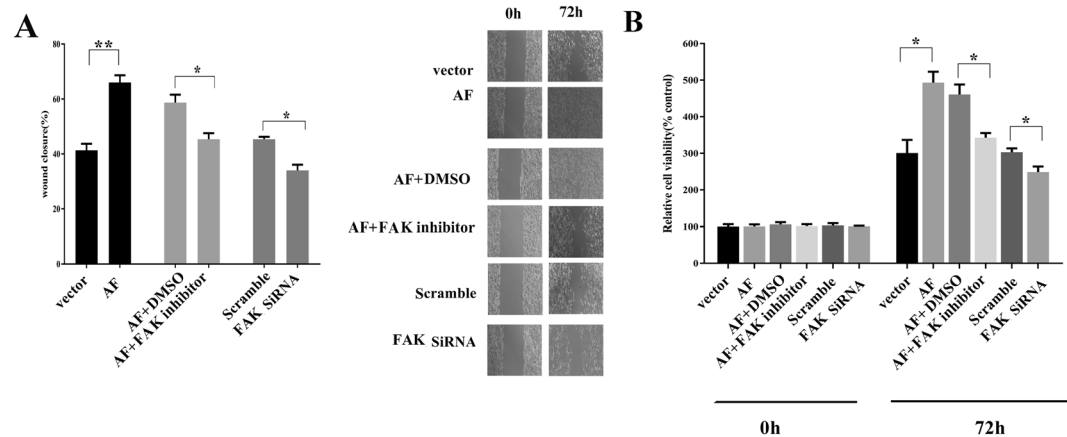 A
wound closure(%)
80
60
40
20
0
**
*
*
vector
AF
AF+DMSO
AF+FAK inhibitor
Scramble
FAK SiRNA
0h 72h
vector
AF
AF+DMSO
AF+FAK inhibitor
Scramble
FAK SiRNA
B
Relative cell viability(% control)
600
500
400
300
200
100
0
*
*
*
vector
AF
AF+DMSO
AF+FAK inhibitor
Scramble
FAK SiRNA
vector
AF
AF+DMSO
AF+FAK inhibitor
Scramble
FAK SiRNA
0h 72h